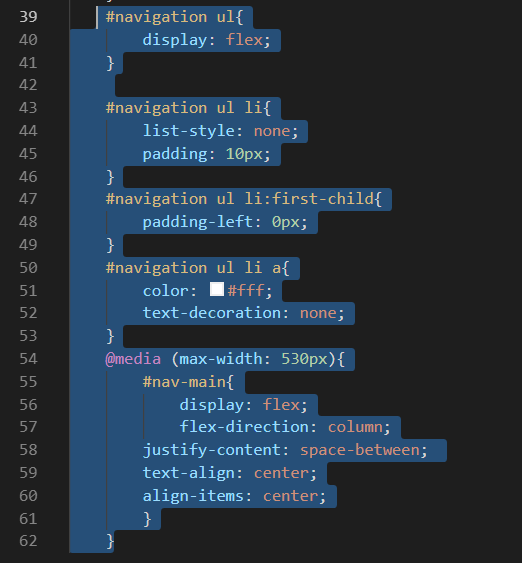 39 #navigation ul{
40 display: flex;
41 }
42
43 #navigation ul li{
44 list-style: none;
45 padding: 10px;
46 }
47 #navigation ul li:first-child{
48 padding-left: 0px;
49 }
50 #navigation ul li a{
51 color: #fff;
52 text-decoration: none;
53 }
54 @media (max-width: 530px){
55 #nav-main{
56 display: flex;
57 flex-direction: column;
58 justify-content: space-between;
59 text-align: center;
60 align-items: center;
61 }
62 }